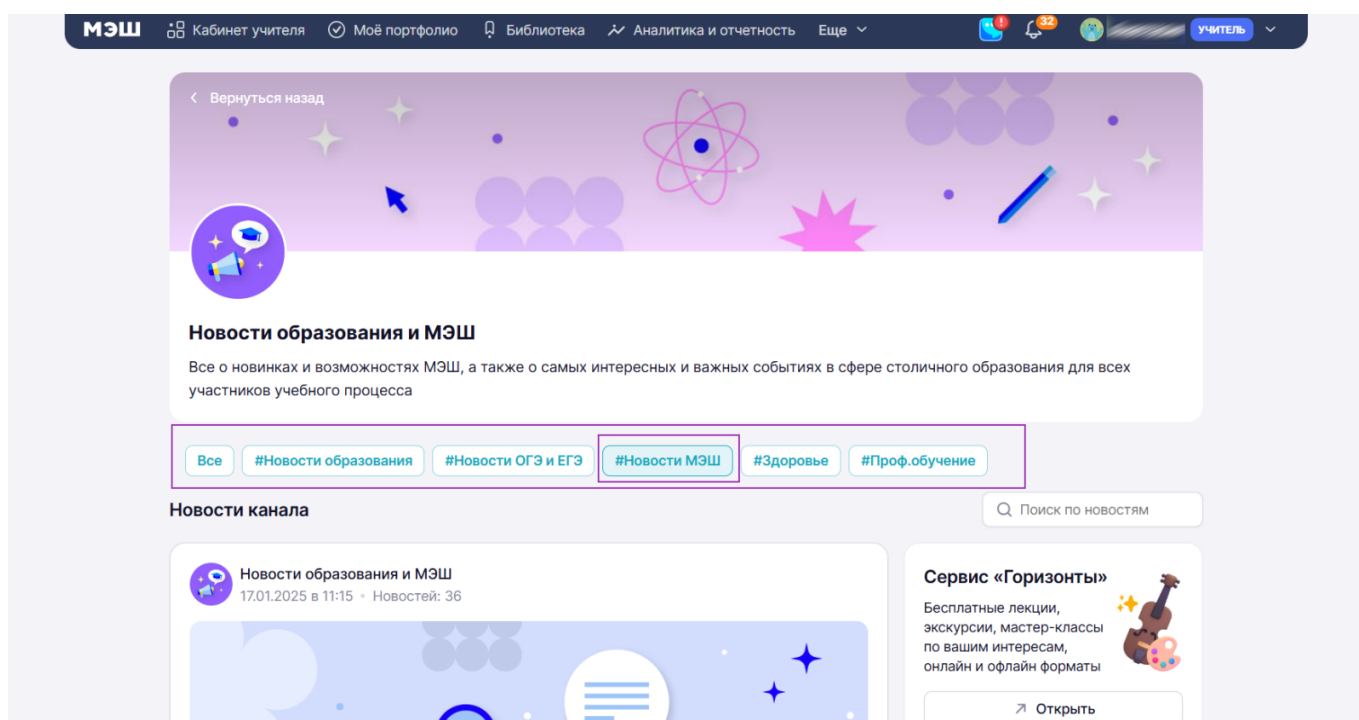 МЭШ Кабинет учителя Моё портфолио Библиотека Аналитика и отчетность Еще 32 УЧИТЕЛЬ
Вернуться назад
Новости образования и МЭШ
Все о новинках и возможностях МЭШ, а также о самых интересных и важных событиях в сфере столичного образования для всех
участников учебного процесса
Все #Новости образования #Новости ОГЭ и ЕГЭ #Новости МЭШ #Здоровье #Проф.обучение
Новости канала
Поиск по новостям
Новости образования и МЭШ
17.01.2025 в 11:15 • Новостей: 36
Сервис «Горизонты»
Бесплатные лекции,
экскурсии, мастер-классы
по вашим интересам,
онлайн и офлайн форматы
Открыть